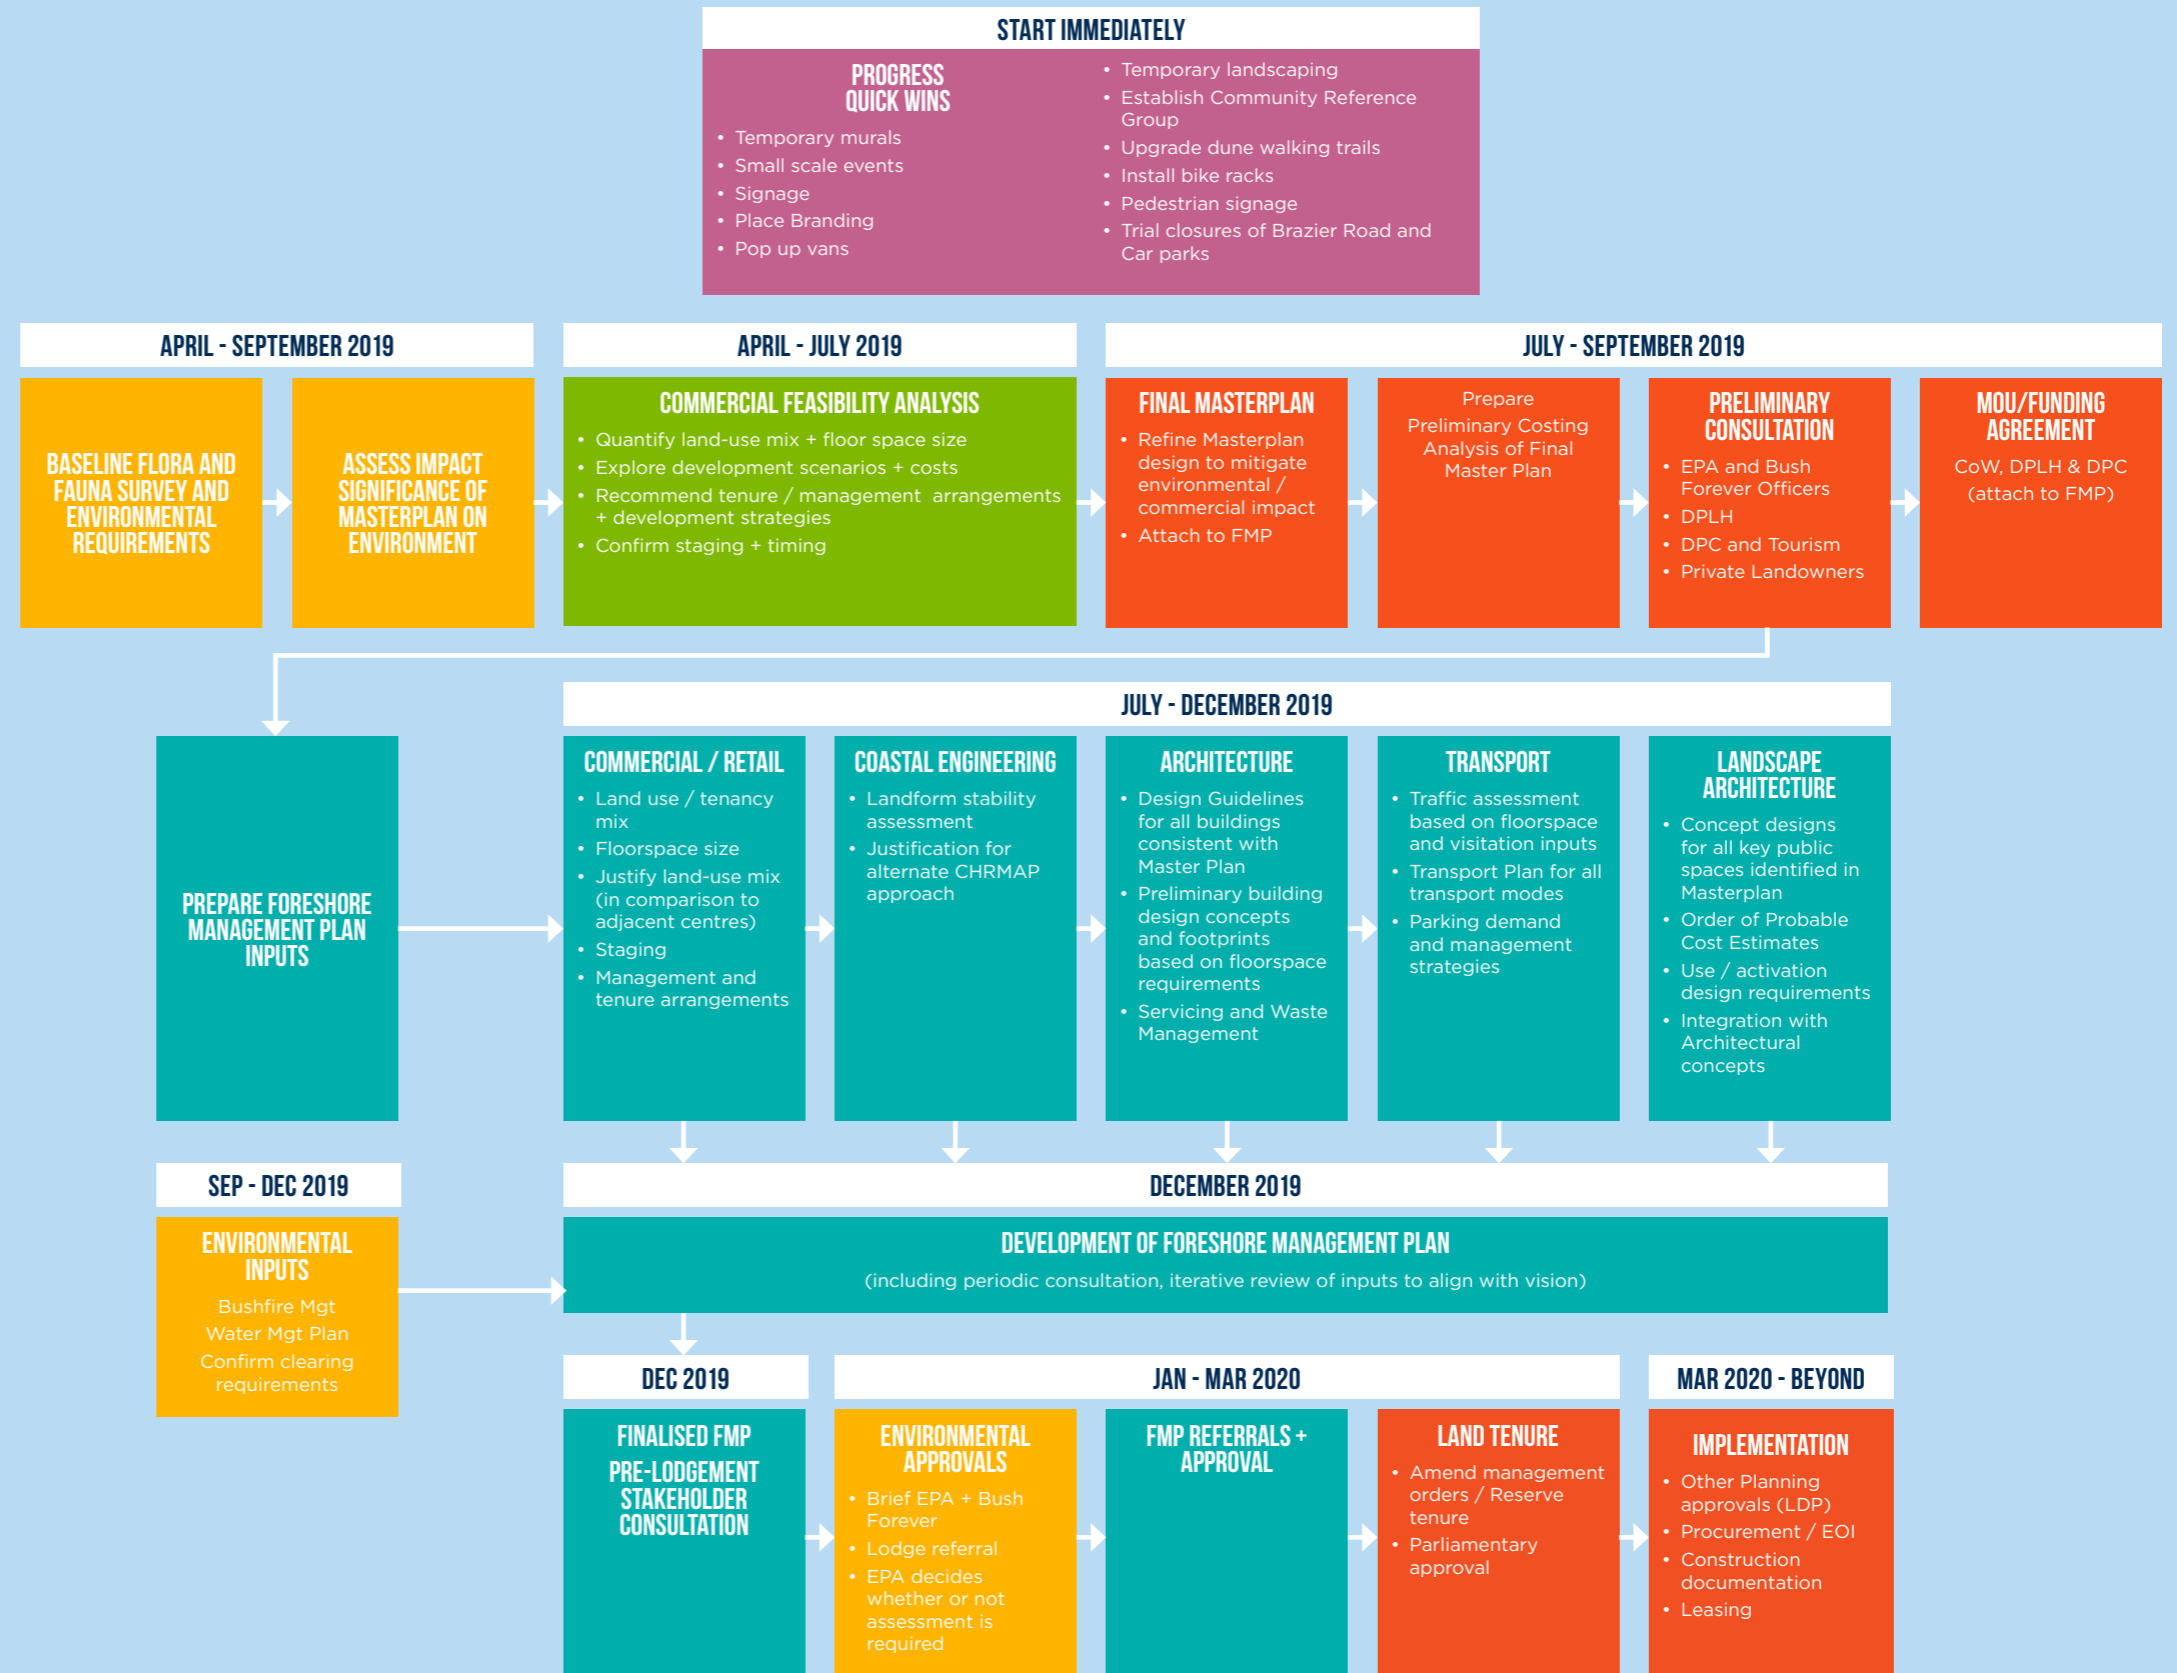 START IMMEDIATELY
PROGRESS
QUICK WINS
• Temporary murals
• Small scale events
• Signage
• Place Branding
• Pop up vans
• Temporary landscaping
• Establish Community Reference
Group
• Upgrade dune walking trails
• Install bike racks
• Pedestrian signage
• Trial closures of Brazier Road and
Car parks
APRIL - SEPTEMBER 2019
BASELINE FLORA AND
FAUNA SURVEY AND
ENVIRONMENTAL
REQUIREMENTS
ASSESS IMPACT
SIGNIFICANCE OF
MASTERPLAN ON
ENVIRONMENT
APRIL - JULY 2019
COMMERCIAL FEASIBILITY ANALYSIS
• Quantify land-use mix + floor space size
• Explore development scenarios + costs
• Recommend tenure / management arrangements
+ development strategies
• Confirm staging + timing
JULY - SEPTEMBER 2019
FINAL MASTERPLAN
• Refine Masterplan
design to mitigate
environmental /
commercial impact
• Attach to FMP
Prepare
Preliminary Costing
Analysis of Final
Master Plan
PRELIMINARY
CONSULTATION
• EPA and Bush
Forever Officers
• DPLH
• DPC and Tourism
• Private Landowners
MOU/FUNDING
AGREEMENT
CoW, DPLH & DPC
(attach to FMP)
PREPARE FORESHORE
MANAGEMENT PLAN
INPUTS
JULY - DECEMBER 2019
COMMERCIAL / RETAIL
• Land use / tenancy
mix
• Floorspace size
• Justify land-use mix
(in comparison to
adjacent centres)
• Staging
• Management and
tenure arrangements
COASTAL ENGINEERING
• Landform stability
assessment
• Justification for
alternate CHRMAP
approach
ARCHITECTURE
• Design Guidelines
for all buildings
consistent with
Master Plan
• Preliminary building
design concepts
and footprints
based on floorspace
requirements
• Servicing and Waste
Management
TRANSPORT
• Traffic assessment
based on floorspace
and visitation inputs
• Transport Plan for all
transport modes
• Parking demand
and management
strategies
LANDSCAPE
ARCHITECTURE
• Concept designs
for all key public
spaces identified in
Masterplan
• Order of Probable
Cost Estimates
• Use / activation
design requirements
• Integration with
Architectural
concepts
SEP - DEC 2019
ENVIRONMENTAL
INPUTS
Bushfire Mgt
Water Mgt Plan
Confirm clearing
requirements
DECEMBER 2019
DEVELOPMENT OF FORESHORE MANAGEMENT PLAN
(including periodic consultation, iterative review of inputs to align with vision)
DEC 2019
FINALISED FMP
PRE-LODGEMENT
STAKEHOLDER
CONSULTATION
JAN - MAR 2020
ENVIRONMENTAL
APPROVALS
• Brief EPA + Bush
Forever
• Lodge referral
• EPA decides
whether or not
assessment is
required
FMP REFERRALS +
APPROVAL
LAND TENURE
• Amend management
orders / Reserve
tenure
• Parliamentary
approval
MAR 2020 - BEYOND
IMPLEMENTATION
• Other Planning
approvals (LDP)
• Procurement / EOI
• Construction
documentation
• Leasing